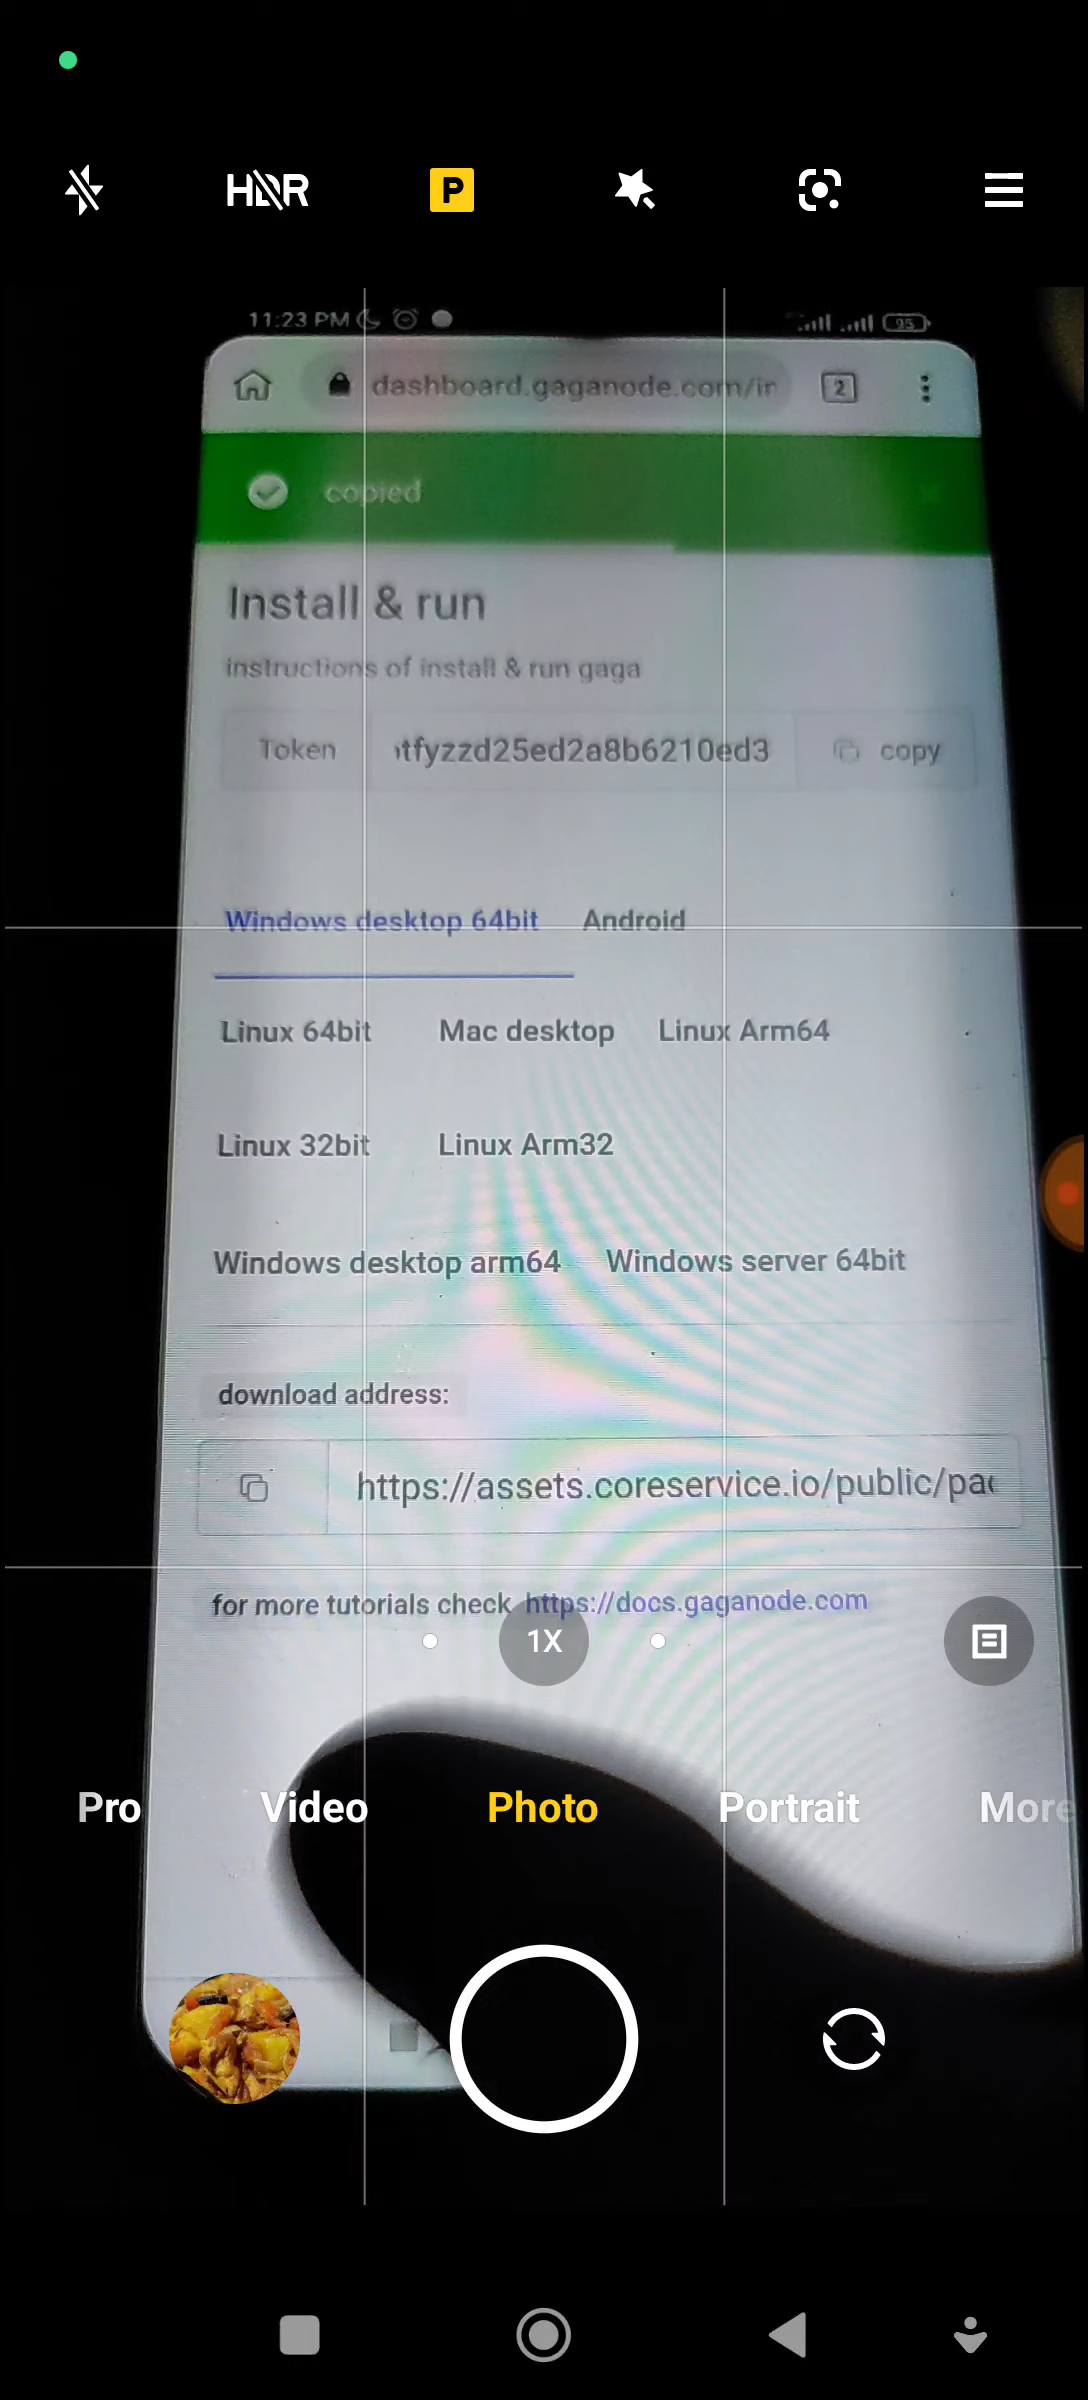 HDR
P
11:23 PM
95
dashboard.gaganode.com/in
2
copied
Install & run
instructions of install & run gaga
Token
tfyzzd25ed2a8b6210ed3
copy
Windows desktop 64bit
Android
Linux 64bit
Mac desktop
Linux Arm64
Linux 32bit
Linux Arm32
Windows desktop arm64
Windows server 64bit
download address:
https://assets.coreservice.io/public/pac
for more tutorials check https://docs.gaganode.com
1X
Pro
Video
Photo
Portrait
More